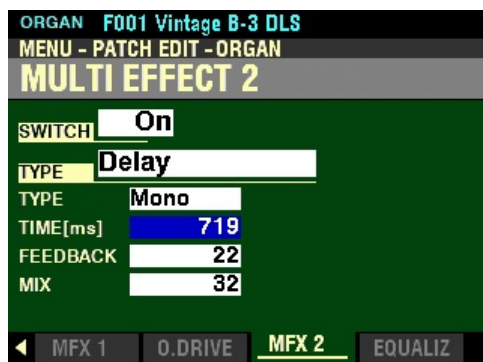 ORGAN F001 Vintage B-3 DLS
MENU - PATCH EDIT - ORGAN
MULTI EFFECT 2
SWITCH On
TYPE Delay
TYPE Mono
TIME[ms] 719
FEEDBACK 22
MIX 32
MFX 1 O.DRIVE MFX 2 EQUALIZ